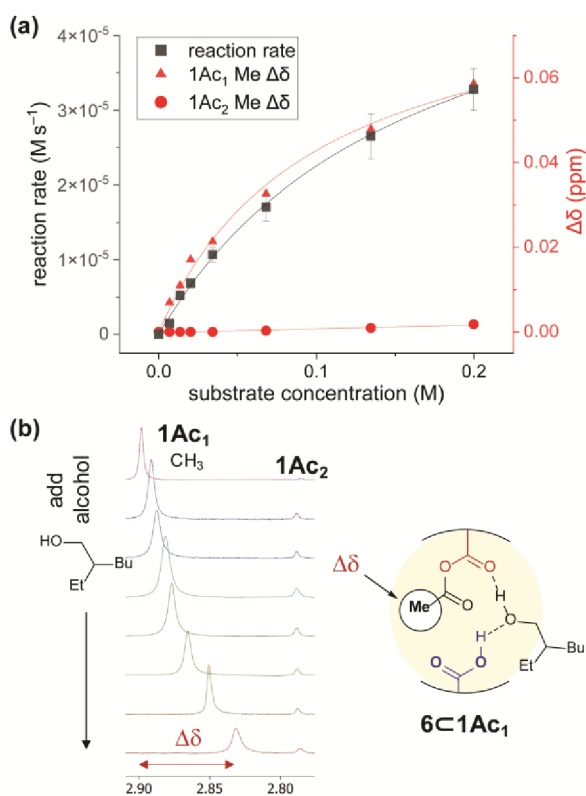 (a)
4×10⁻⁵
3×10⁻⁵
2×10⁻⁵
1×10⁻⁵
0
reaction rate (M s⁻¹)
reaction rate
1Ac₁ Me Δδ
1Ac₂ Me Δδ
0.06
0.04
0.02
0.00
Δδ (ppm)
0.0
0.1
0.2
substrate concentration (M)
(b)
add
alcohol
HO
Bu
Et
1Ac₁
CH₃
1Ac₂
Δδ
2.90
2.85
2.80
Δδ
Me
O
O
O
H
O
H
O
O
Et
Bu
6⊂1Ac₁